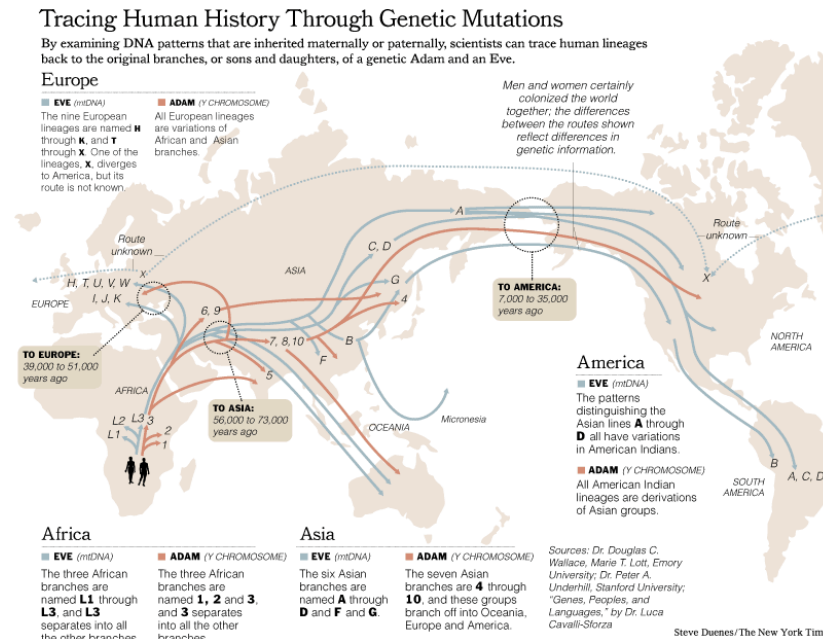 Tracing Human History Through Genetic Mutations
By examining DNA patterns that are inherited maternally or paternally, scientists can trace human lineages
back to the original branches, or sons and daughters, of a genetic Adam and an Eve.
Europe
EVE (mtDNA)
The nine European
lineages are named H
through K, and T
through X. One of the
lineages, X, diverges
to America, but its
route is not known.
ADAM (Y CHROMOSOME)
All European lineages
are variations of
African and Asian
branches.
Men and women certainly
colonized the world
together; the differences
between the routes shown
reflect differences in
genetic information.
Route
unknown
X
H, T, U, V, W
I, J, K
EUROPE
ASIA
A
C, D
G
4
6, 9
7, 8, 10
B
F
5
TO EUROPE:
39,000 to 51,000
years ago
TO ASIA:
56,000 to 73,000
years ago
TO AMERICA:
7,000 to 35,000
years ago
Route
unknown
X
NORTH
AMERICA
AFRICA
L2
L3
3
L1
2
1
OCEANIA
Micronesia
America
EVE (mtDNA)
The patterns
distinguishing the
Asian lines A through
D all have variations
in American Indians.
ADAM (Y CHROMOSOME)
All American Indian
lineages are derivations
of Asian groups.
B
A, C, D
SOUTH
AMERICA
Africa
EVE (mtDNA)
The three African
branches are
named L1 through
L3, and L3
separates into all
the other branches
ADAM (Y CHROMOSOME)
The three African
branches are
named 1, 2 and 3,
and 3 separates
into all the other
branches.
Asia
EVE (mtDNA)
The six Asian
branches are
named A through
D and F and G.
ADAM (Y CHROMOSOME)
The seven Asian
branches are 4 through
10, and these groups
branch off into Oceania,
Europe and America.
Sources: Dr. Douglas C.
Wallace, Marie T. Lott, Emory
University; Dr. Peter A.
Underhill, Stanford University;
"Genes, Peoples, and
Languages," by Dr. Luca
Cavalli-Sforza
Steve Duenes/The New York Tim